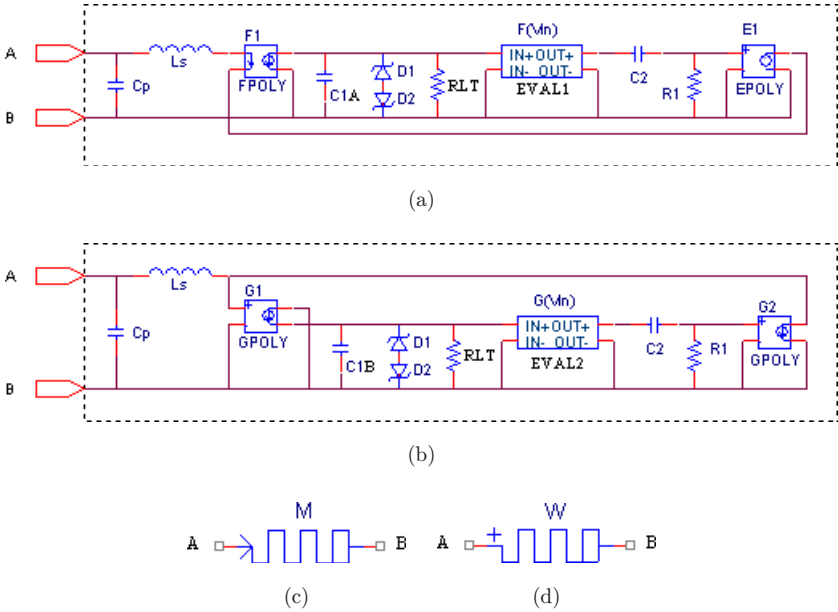 F1 F(Vin) E1
A
Ls IN+OUT+
Cp D1 IN- OUT- C2
FPOLY C1A D2 RLT EVAL1 R1 EPOLY
B
(a)
A
Ls G1 G(Vin) G2
Cp IN+OUT+
GPOLY D1 IN- OUT- C2 R1
C1B D2 RLT EVAL2 GPOLY
B
(b)
M W
A B A B
(c) (d)